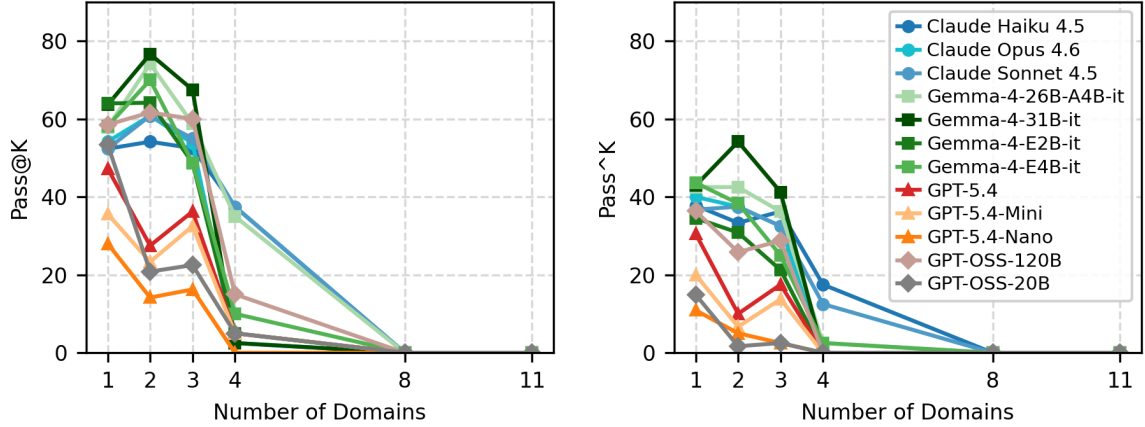 Pass@K
80
60
40
20
0
1 2 3 4 8 11
Number of Domains
Pass^K
80
60
40
20
0
1 2 3 4 8 11
Number of Domains
Claude Haiku 4.5
Claude Opus 4.6
Claude Sonnet 4.5
Gemma-4-26B-A4B-it
Gemma-4-31B-it
Gemma-4-E2B-it
Gemma-4-E4B-it
GPT-5.4
GPT-5.4-Mini
GPT-5.4-Nano
GPT-OSS-120B
GPT-OSS-20B